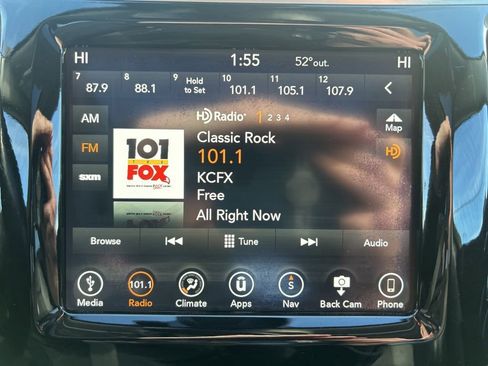 HI 1:55 52°out. HI
7 8 9 10 11 12
87.9 88.1 Hold to Set 101.1 105.1 107.9
AM
HD Radio 1 2 3 4
Map
Classic Rock
FM
101.1
HD
101
THE
FOX
KCFX
sxm
Free
All Right Now
Browse Tune Audio
U S
101.1
Media Radio Climate Apps Nav Back Cam Phone